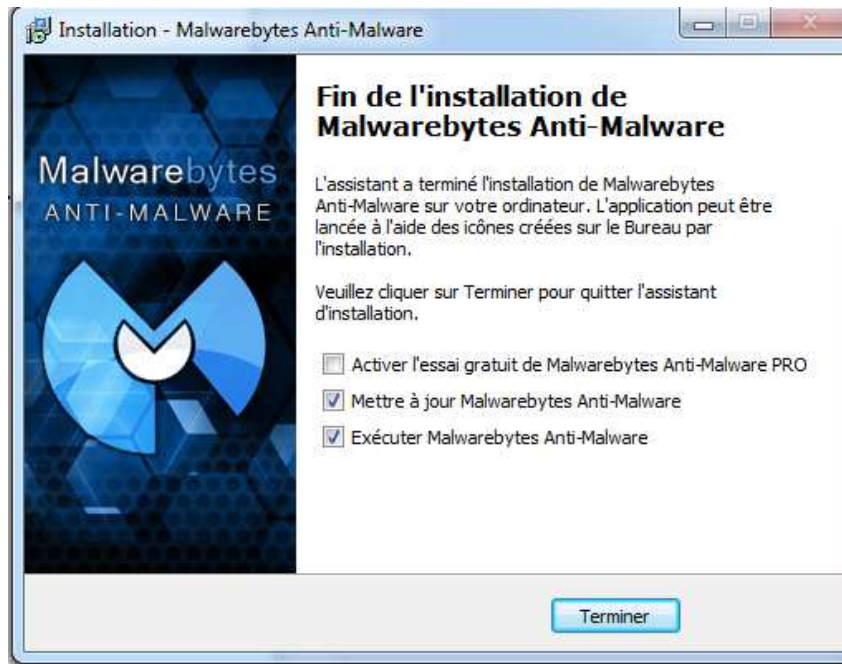 Installation - Malwarebytes Anti-Malware
Malwarebytes
ANTI-MALWARE
Fin de l'installation de
Malwarebytes Anti-Malware
L'assistant a terminé l'installation de Malwarebytes
Anti-Malware sur votre ordinateur. L'application peut être
lancée à l'aide des icônes créées sur le Bureau par
l'installation.
Veuillez cliquer sur Terminer pour quitter l'assistant
d'installation.
Activer l'essai gratuit de Malwarebytes Anti-Malware PRO
Mettre à jour Malwarebytes Anti-Malware
Exécuter Malwarebytes Anti-Malware
Terminer